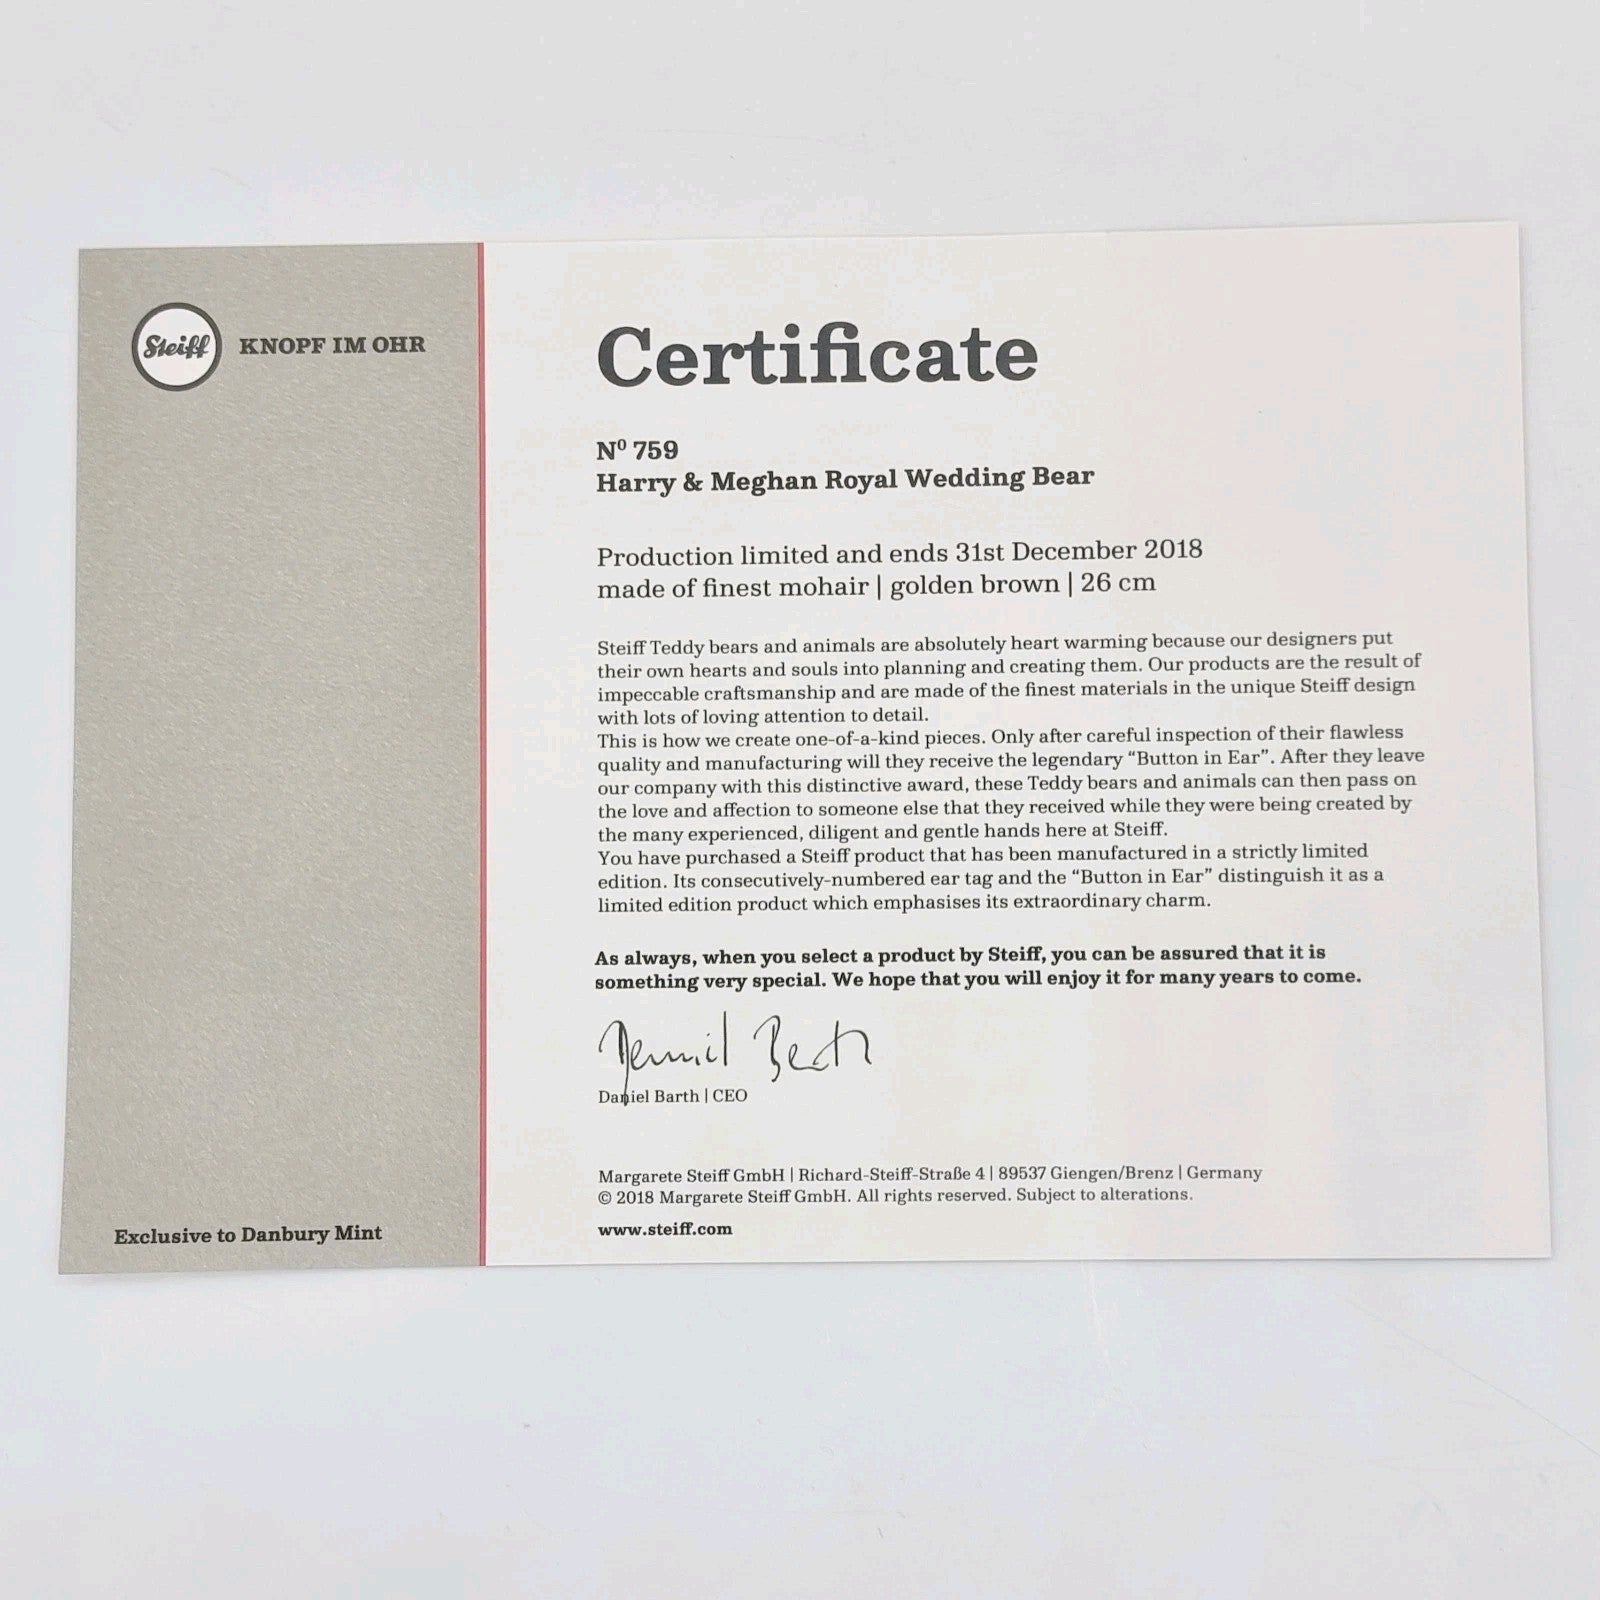 Steiff KNOPF IM OHR
Certificate
Nº 759
Harry & Meghan Royal Wedding Bear
Production limited and ends 31st December 2018
made of finest mohair | golden brown | 26 cm
Steiff Teddy bears and animals are absolutely heart warming because our designers put
their own hearts and souls into planning and creating them. Our products are the result of
impeccable craftsmanship and are made of the finest materials in the unique Steiff design
with lots of loving attention to detail.
This is how we create one-of-a-kind pieces. Only after careful inspection of their flawless
quality and manufacturing will they receive the legendary “Button in Ear”. After they leave
our company with this distinctive award, these Teddy bears and animals can then pass on
the love and affection to someone else that they received while they were being created by
the many experienced, diligent and gentle hands here at Steiff.
You have purchased a Steiff product that has been manufactured in a strictly limited
edition. Its consecutively-numbered ear tag and the “Button in Ear” distinguish it as a
limited edition product which emphasises its extraordinary charm.
As always, when you select a product by Steiff, you can be assured that it is
something very special. We hope that you will enjoy it for many years to come.
Daniel Barth
Daniel Barth | CEO
Margarete Steiff GmbH | Richard-Steiff-Straße 4 | 89537 Giengen/Brenz | Germany
© 2018 Margarete Steiff GmbH. All rights reserved. Subject to alterations.
www.steiff.com
Exclusive to Danbury Mint